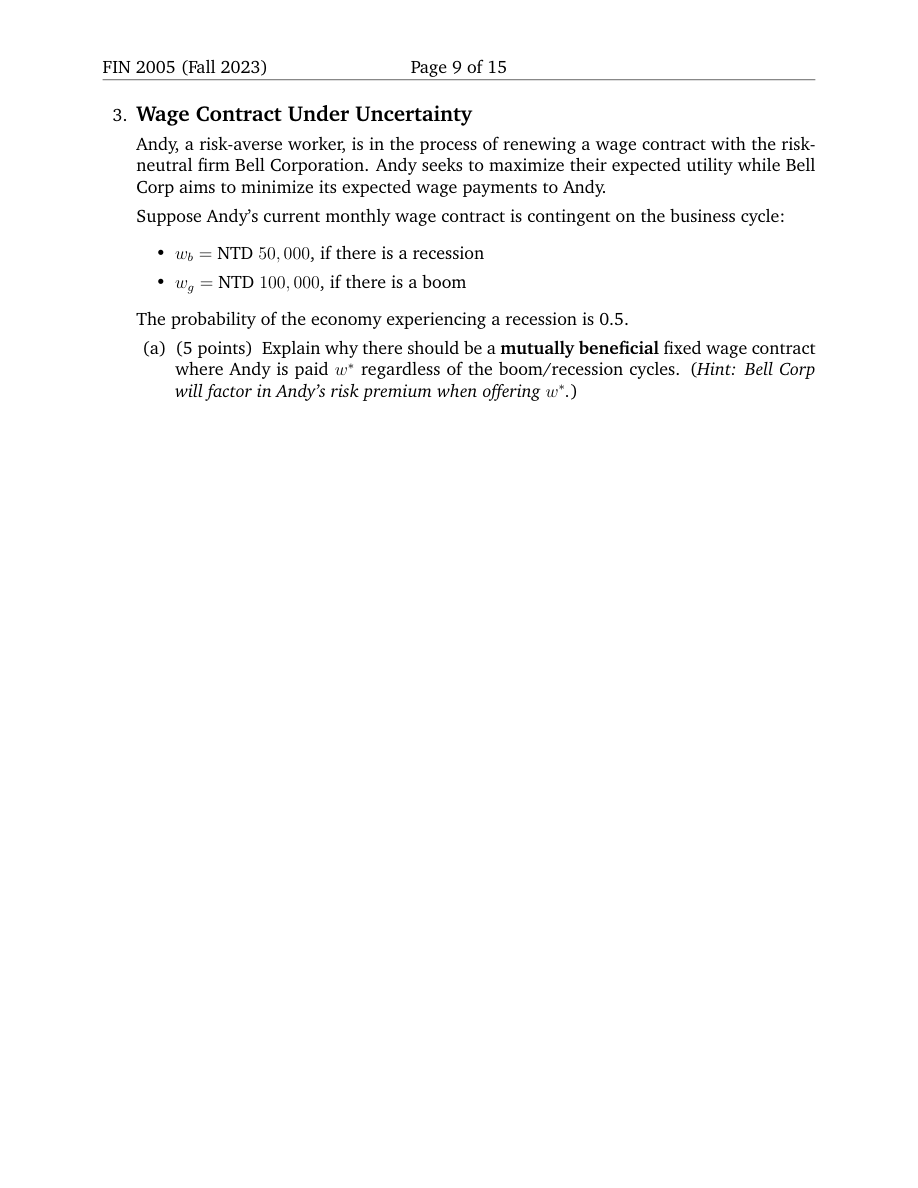 FIN 2005 (Fall 2023) Page 9 of 15
3. Wage Contract Under Uncertainty
Andy, a risk-averse worker, is in the process of renewing a wage contract with the risk-
neutral firm Bell Corporation. Andy seeks to maximize their expected utility while Bell
Corp aims to minimize its expected wage payments to Andy.
Suppose Andy's current monthly wage contract is contingent on the business cycle:
• w_b = NTD 50,000, if there is a recession
• w_g = NTD 100,000, if there is a boom
The probability of the economy experiencing a recession is 0.5.
(a) (5 points) Explain why there should be a mutually beneficial fixed wage contract
where Andy is paid w* regardless of the boom/recession cycles. (Hint: Bell Corp
will factor in Andy's risk premium when offering w*.)